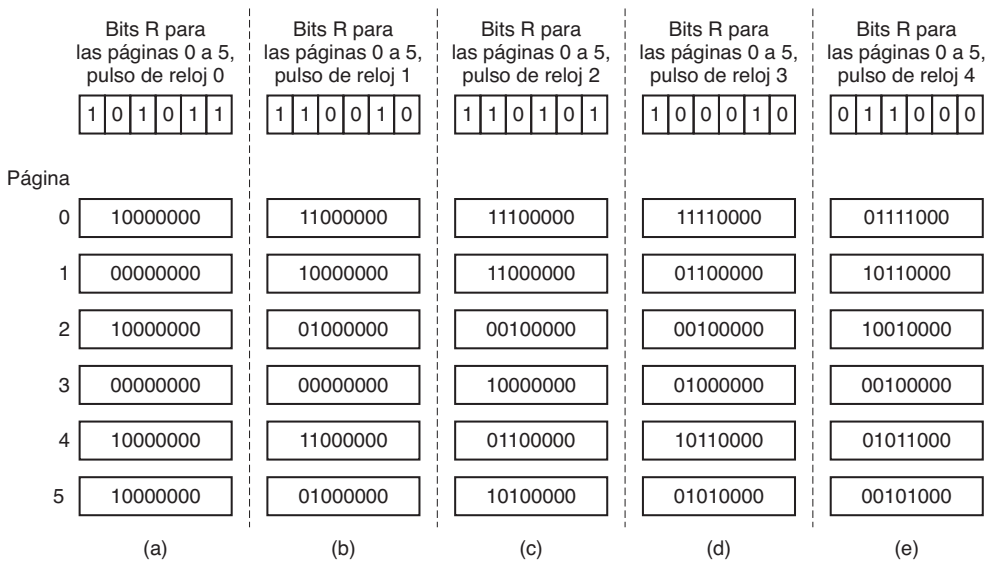 Bits R para
las páginas 0 a 5,
pulso de reloj 0
1 0 1 0 1 1
Bits R para
las páginas 0 a 5,
pulso de reloj 1
1 1 0 0 1 0
Bits R para
las páginas 0 a 5,
pulso de reloj 2
1 1 0 1 0 1
Bits R para
las páginas 0 a 5,
pulso de reloj 3
1 0 0 0 1 0
Bits R para
las páginas 0 a 5,
pulso de reloj 4
0 1 1 0 0 0
Página
0 10000000 11000000 11100000 11110000 01111000
1 00000000 10000000 11000000 01100000 10110000
2 10000000 01000000 00100000 00100000 10010000
3 00000000 00000000 10000000 01000000 00100000
4 10000000 11000000 01100000 10110000 01011000
5 10000000 01000000 10100000 01010000 00101000
(a) (b) (c) (d) (e)